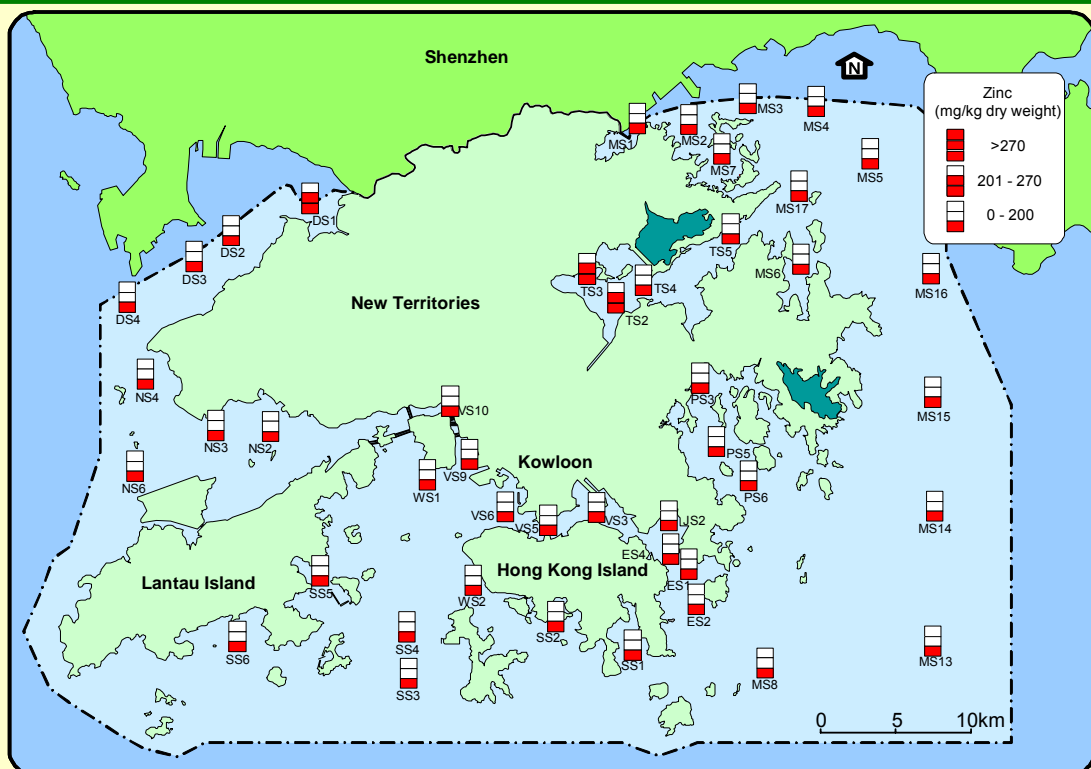 Shenzhen
N
Zinc
(mg/kg dry weight)
>270
201 - 270
0 - 200
MS1
MS2
MS3
MS4
MS7
MS5
MS17
DS1
DS2
DS3
DS4
TS5
TS3
TS4
TS2
MS6
MS16
New Territories
NS4
NS3
NS2
NS6
VS10
VS9
WS1
Kowloon
PS3
PS5
PS6
MS15
MS14
VS6
VS5
VS3
JS2
ES4
ES1
ES2
Lantau Island
Hong Kong Island
SS5
WS2
SS2
SS1
SS6
SS4
SS3
MS8
MS13
0 5 10km